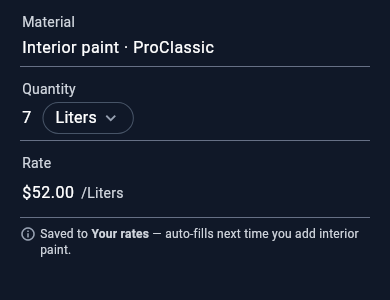 Material
Interior paint · ProClassic
Quantity
7 Liters
Rate
$52.00 /Liters
Saved to Your rates — auto-fills next time you add interior
paint.